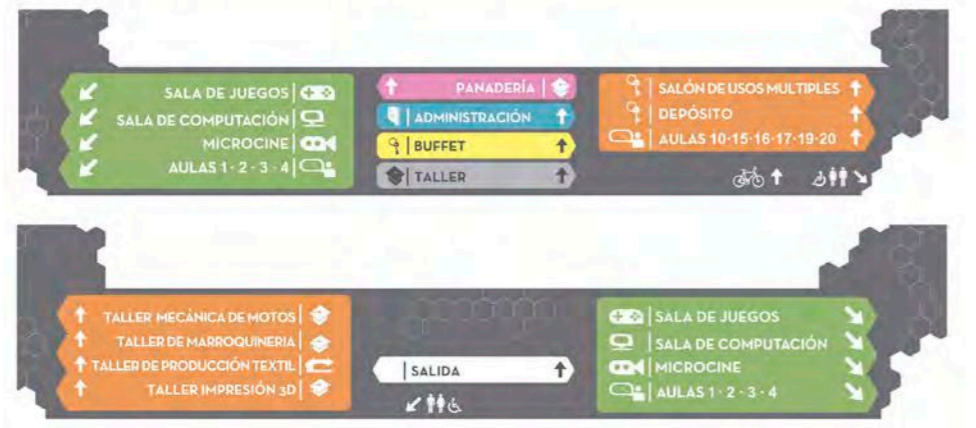 SALA DE JUEGOS
SALA DE COMPUTACIÓN
MICROCINE
AULAS 1 · 2 · 3 · 4
PANADERÍA
ADMINISTRACIÓN
BUFFET
TALLER
SALÓN DE USOS MULTIPLES
DEPÓSITO
AULAS 10·15·16·17·19·20
TALLER MECÁNICA DE MOTOS
TALLER DE MARROQUINERIA
TALLER DE PRODUCCIÓN TEXTIL
TALLER IMPRESIÓN 3D
SALIDA
SALA DE JUEGOS
SALA DE COMPUTACIÓN
MICROCINE
AULAS 1 · 2 · 3 · 4